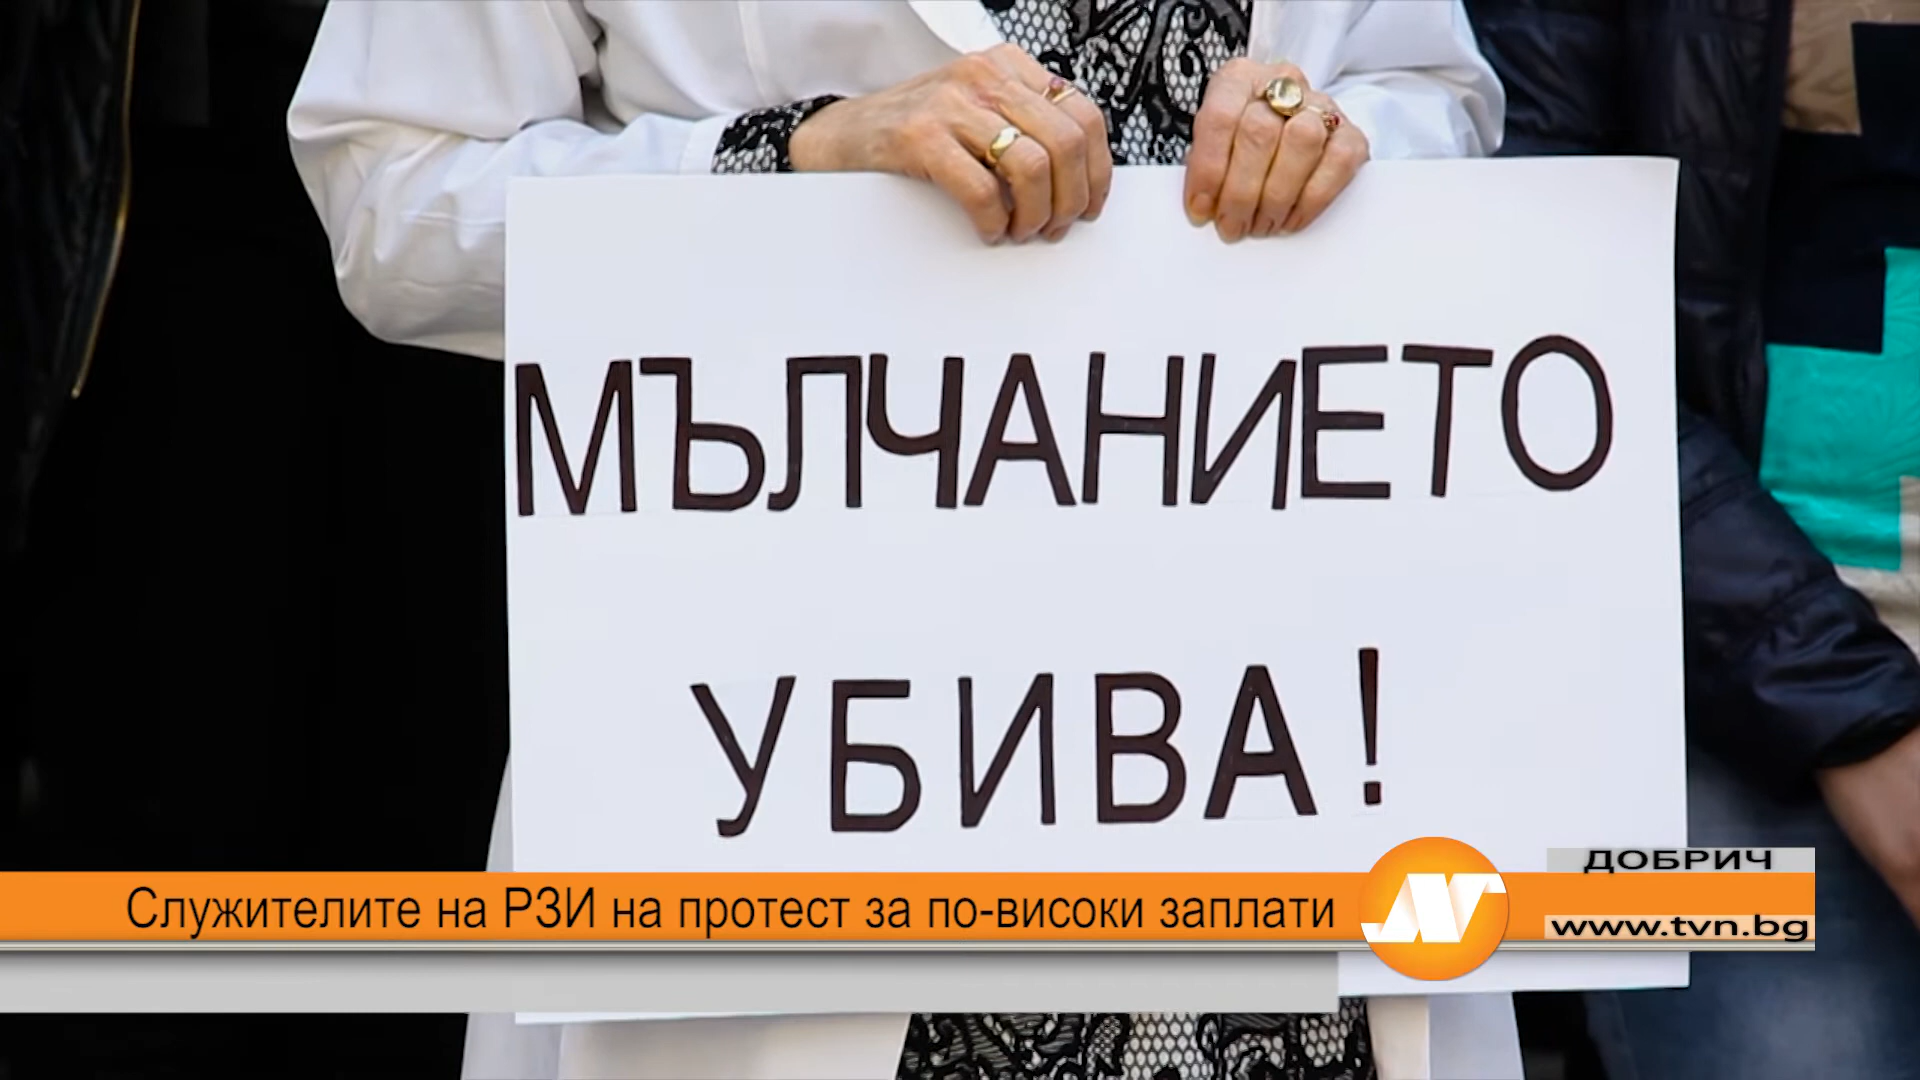 МЪЛЧАНИЕТО
УБИВА!
Служителите на РЗИ на протест за по-високи заплати
ДОБРИЧ
www.tvn.bg